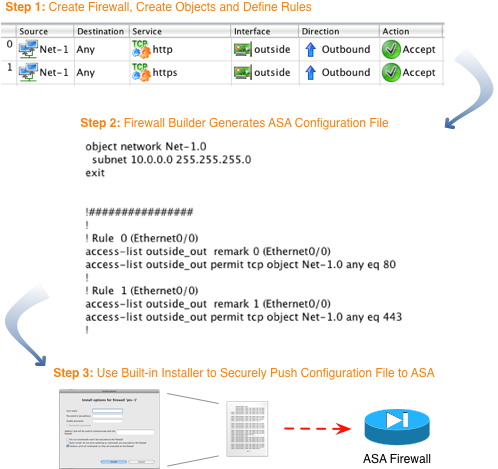 Step 1: Create Firewall, Create Objects and Define Rules
Source Destination Service Interface Direction Action
0 Net-1 Any TCP http outside Outbound Accept
1 Net-1 Any TCP https outside Outbound Accept
Step 2: Firewall Builder Generates ASA Configuration File
object network Net-1.0
subnet 10.0.0.0 255.255.255.0
exit
!################
!
! Rule 0 (Ethernet0/0)
access-list outside_out remark 0 (Ethernet0/0)
access-list outside_out permit tcp object Net-1.0 any eq 80
!
! Rule 1 (Ethernet0/0)
access-list outside_out remark 1 (Ethernet0/0)
access-list outside_out permit tcp object Net-1.0 any eq 443
!
Step 3: Use Built-in Installer to Securely Push Configuration File to ASA
Install options for firewall
ASA Firewall